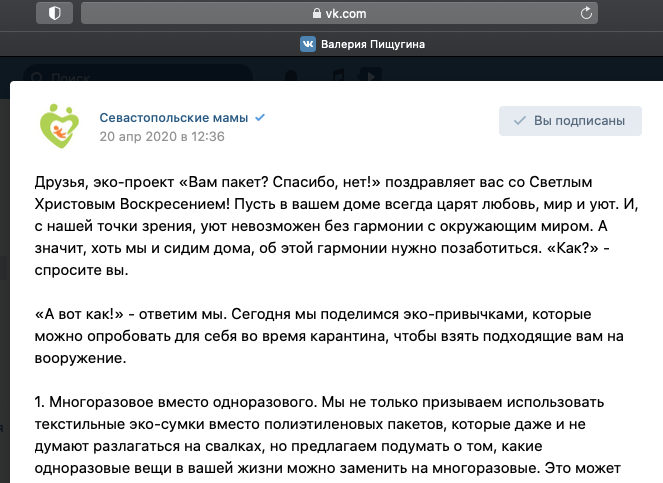 vk.com
Валерия Пищугина
Поиск
Севастопольские мамы
20 апр 2020 в 12:36
Вы подписаны
Друзья, эко-проект «Вам пакет? Спасибо, нет!» поздравляет вас со Светлым
Христовым Воскресением! Пусть в вашем доме всегда царят любовь, мир и уют. И,
с нашей точки зрения, уют невозможен без гармонии с окружающим миром. А
значит, хоть мы и сидим дома, об этой гармонии нужно позаботиться. «Как?» -
спросите вы.
«А вот как!» - ответим мы. Сегодня мы поделимся эко-привычками, которые
можно опробовать для себя во время карантина, чтобы взять подходящие вам на
вооружение.
1. Многоразовое вместо одноразового. Мы не только призываем использовать
текстильные эко-сумки вместо полиэтиленовых пакетов, которые даже и не
думают разлагаться на свалках, но предлагаем подумать о том, какие
одноразовые вещи в вашей жизни можно заменить на многоразовые. Это может